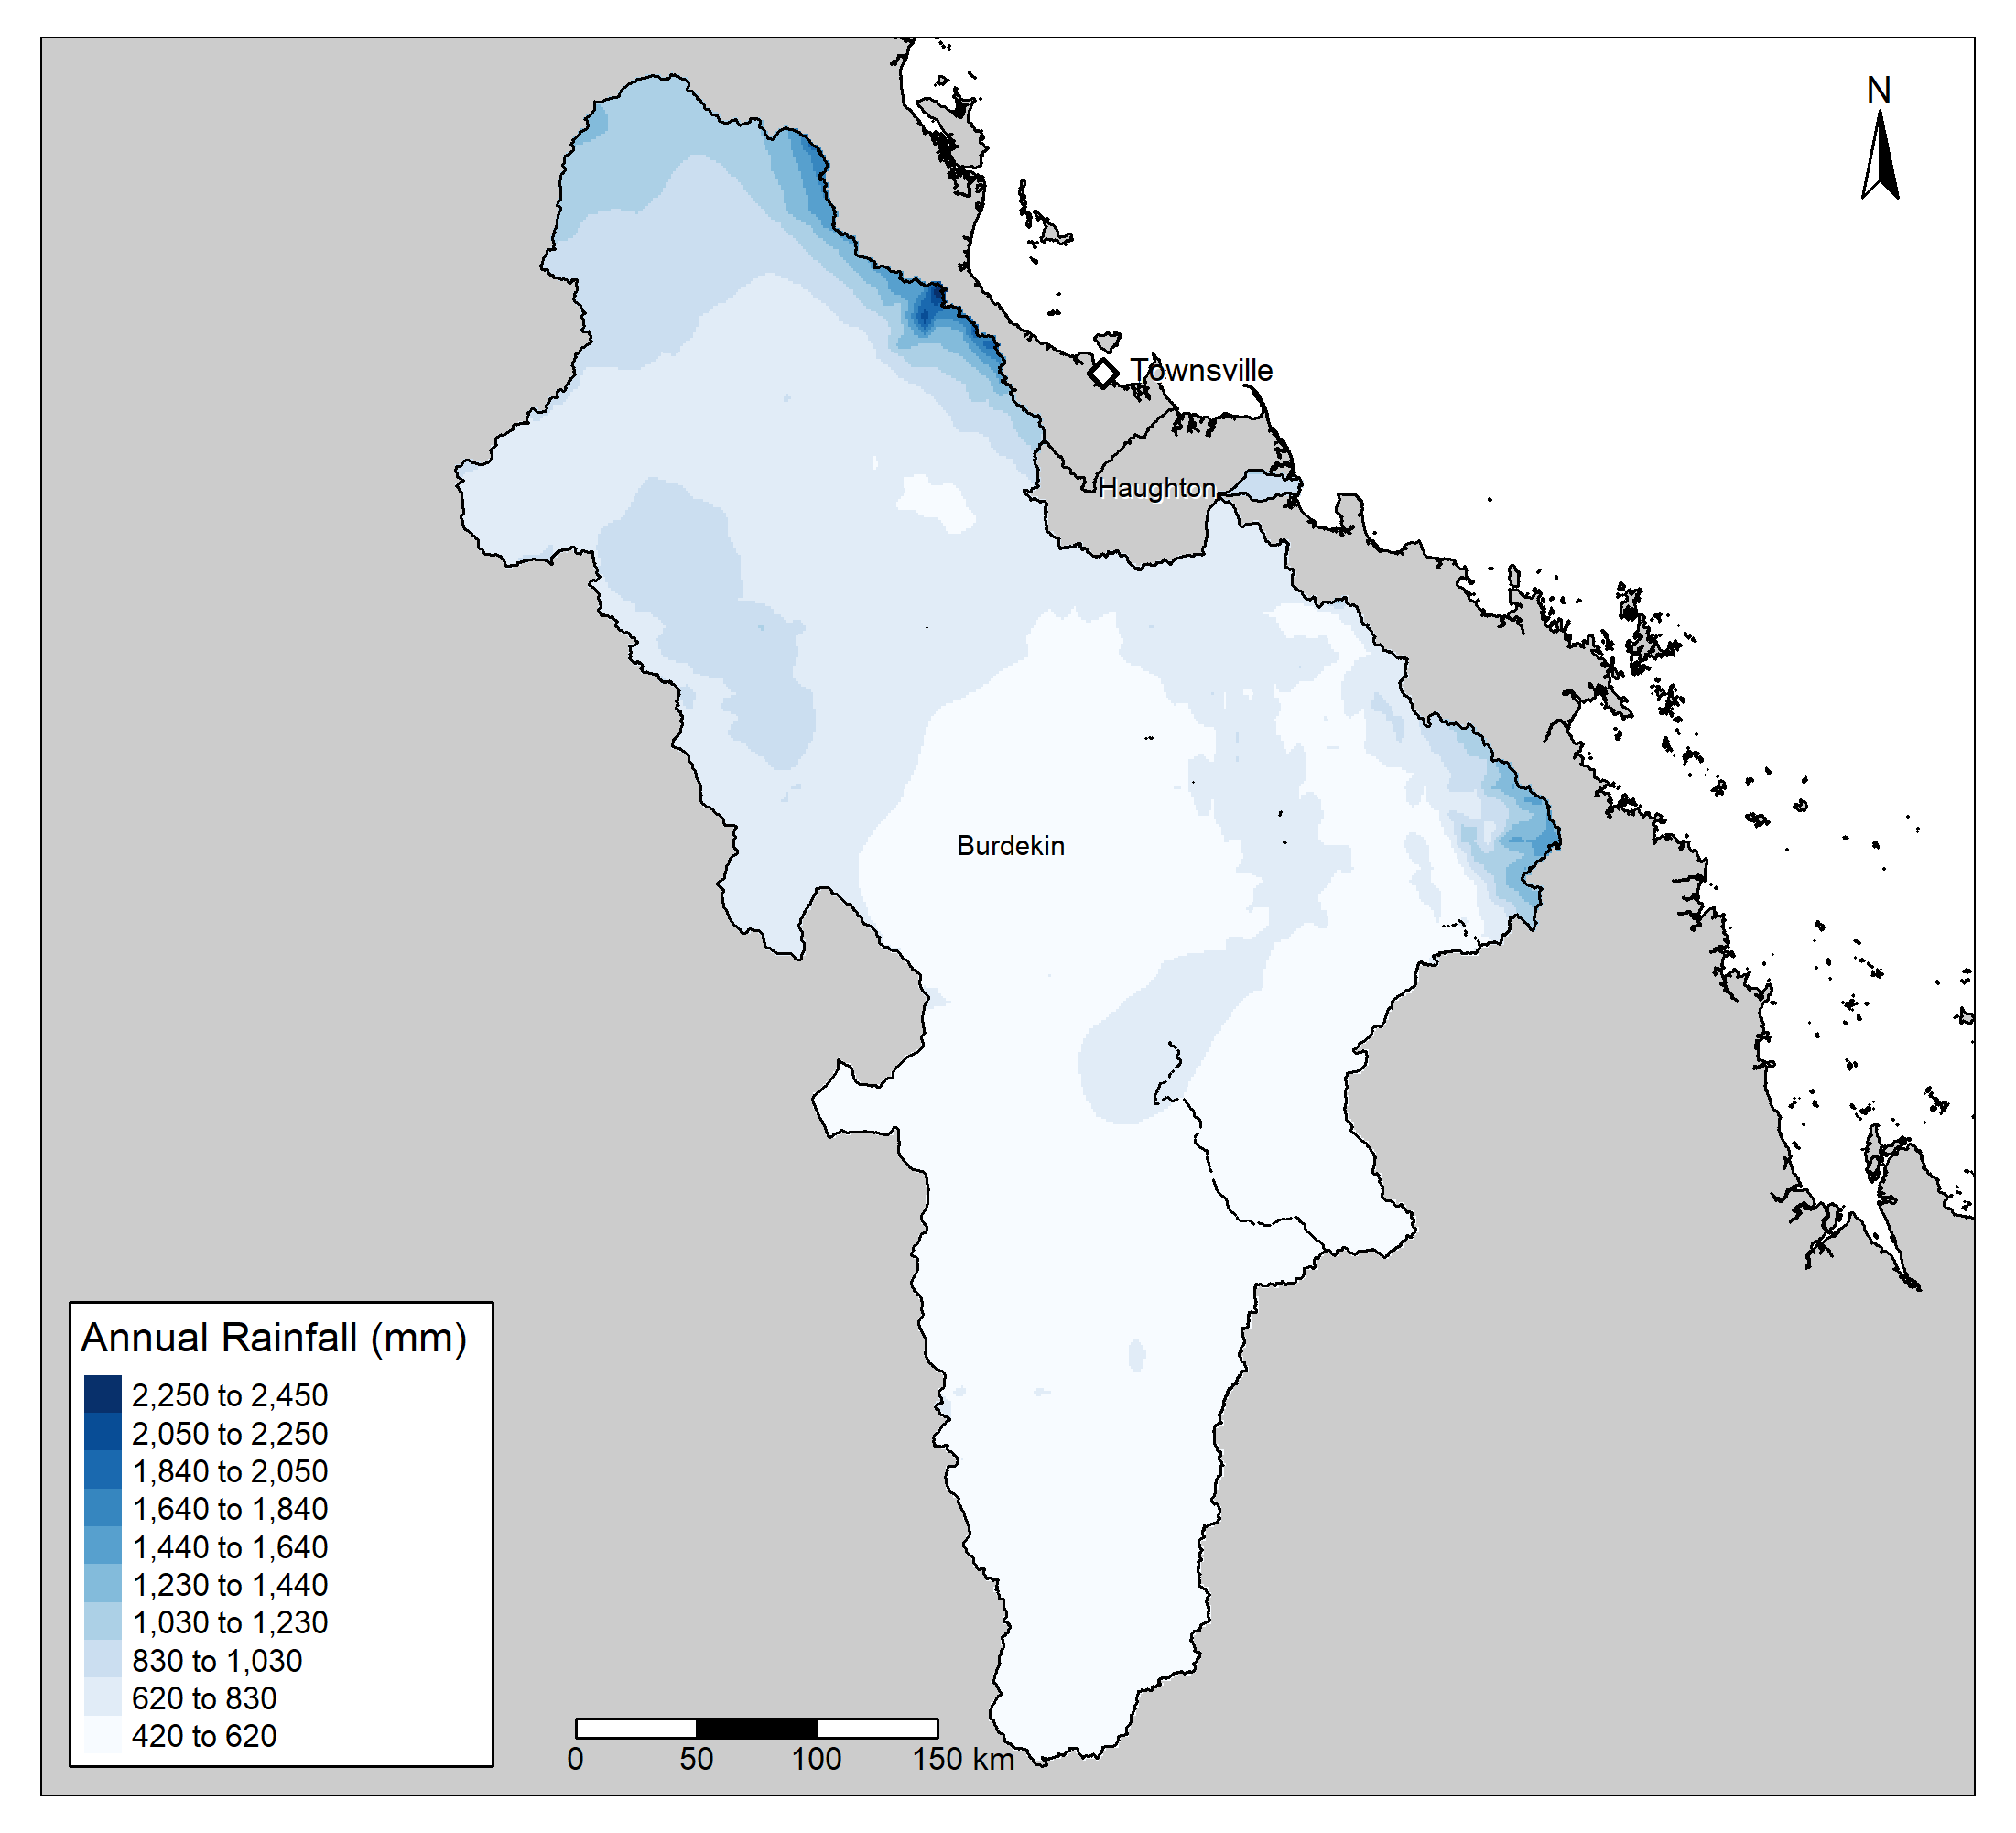 N
Townsville
Haughton
Burdekin
Annual Rainfall (mm)
2,250 to 2,450
2,050 to 2,250
1,840 to 2,050
1,640 to 1,840
1,440 to 1,640
1,230 to 1,440
1,030 to 1,230
830 to 1,030
620 to 830
420 to 620
0 50 100 150 km